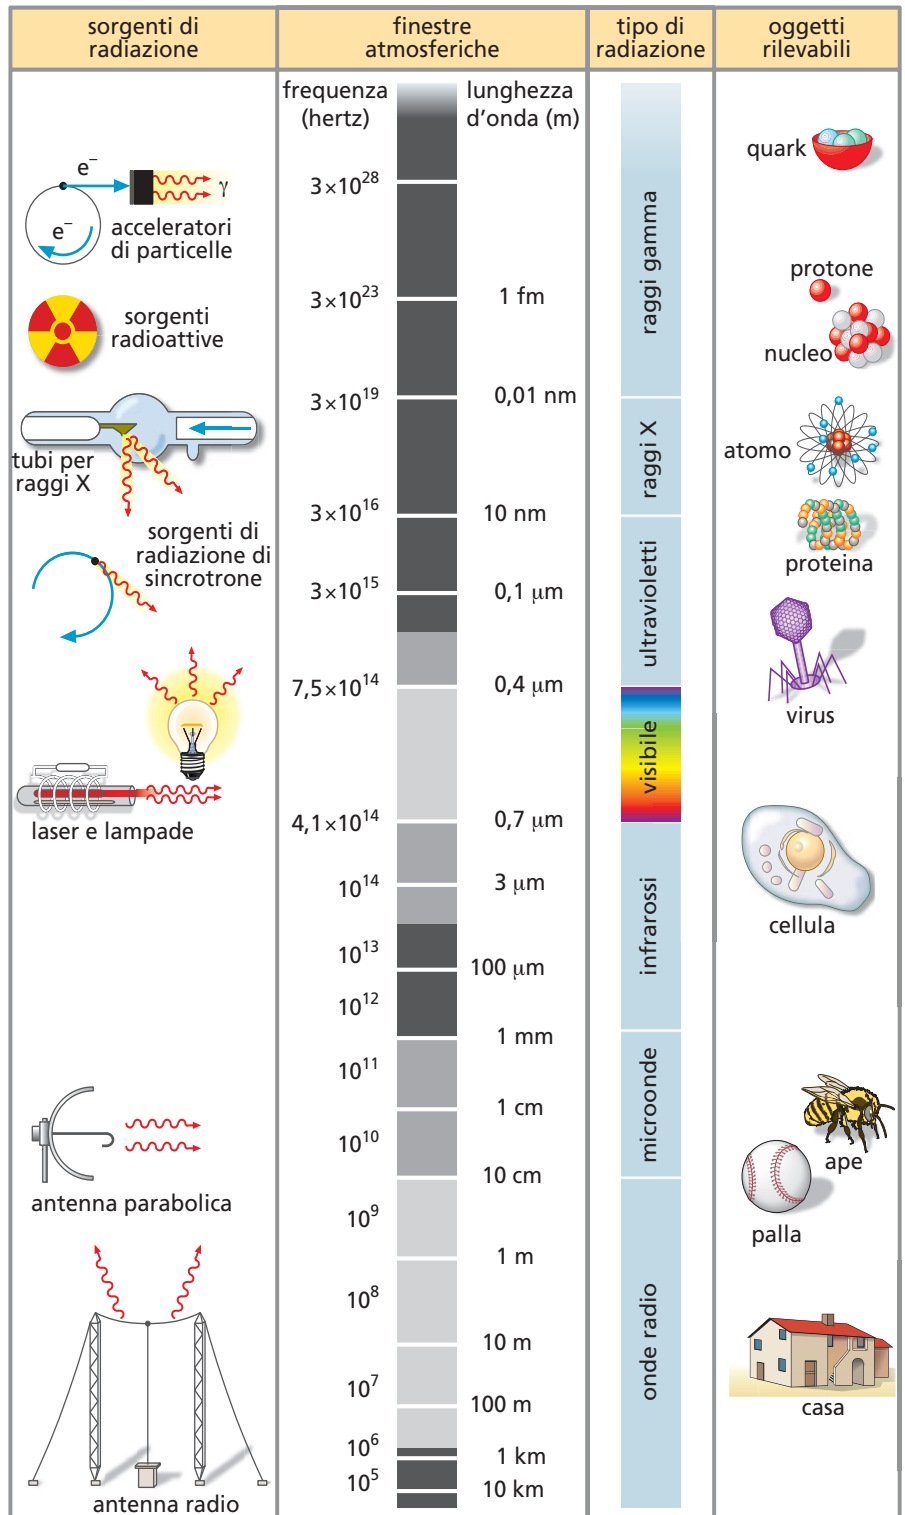 sorgenti di
radiazione
finestre
atmosferiche
tipo di
radiazione
oggetti
rilevabili
frequenza
(hertz)
lunghezza
d'onda (m)
e⁻
γ
e⁻
acceleratori
di particelle
sorgenti
radioattive
tubi per
raggi X
sorgenti di
radiazione di
sincrotrone
laser e lampade
antenna parabolica
antenna radio
3×10²⁸
3×10²³
3×10¹⁹
3×10¹⁶
3×10¹⁵
7,5×10¹⁴
4,1×10¹⁴
10¹⁴
10¹³
10¹²
10¹¹
10¹⁰
10⁹
10⁸
10⁷
10⁶
10⁵
1 fm
0,01 nm
10 nm
0,1 µm
0,4 µm
0,7 µm
3 µm
100 µm
1 mm
1 cm
10 cm
1 m
10 m
100 m
1 km
10 km
raggi gamma
raggi X
ultravioletti
visibile
infrarossi
microonde
onde radio
quark
protone
nucleo
atomo
proteina
virus
cellula
ape
palla
casa